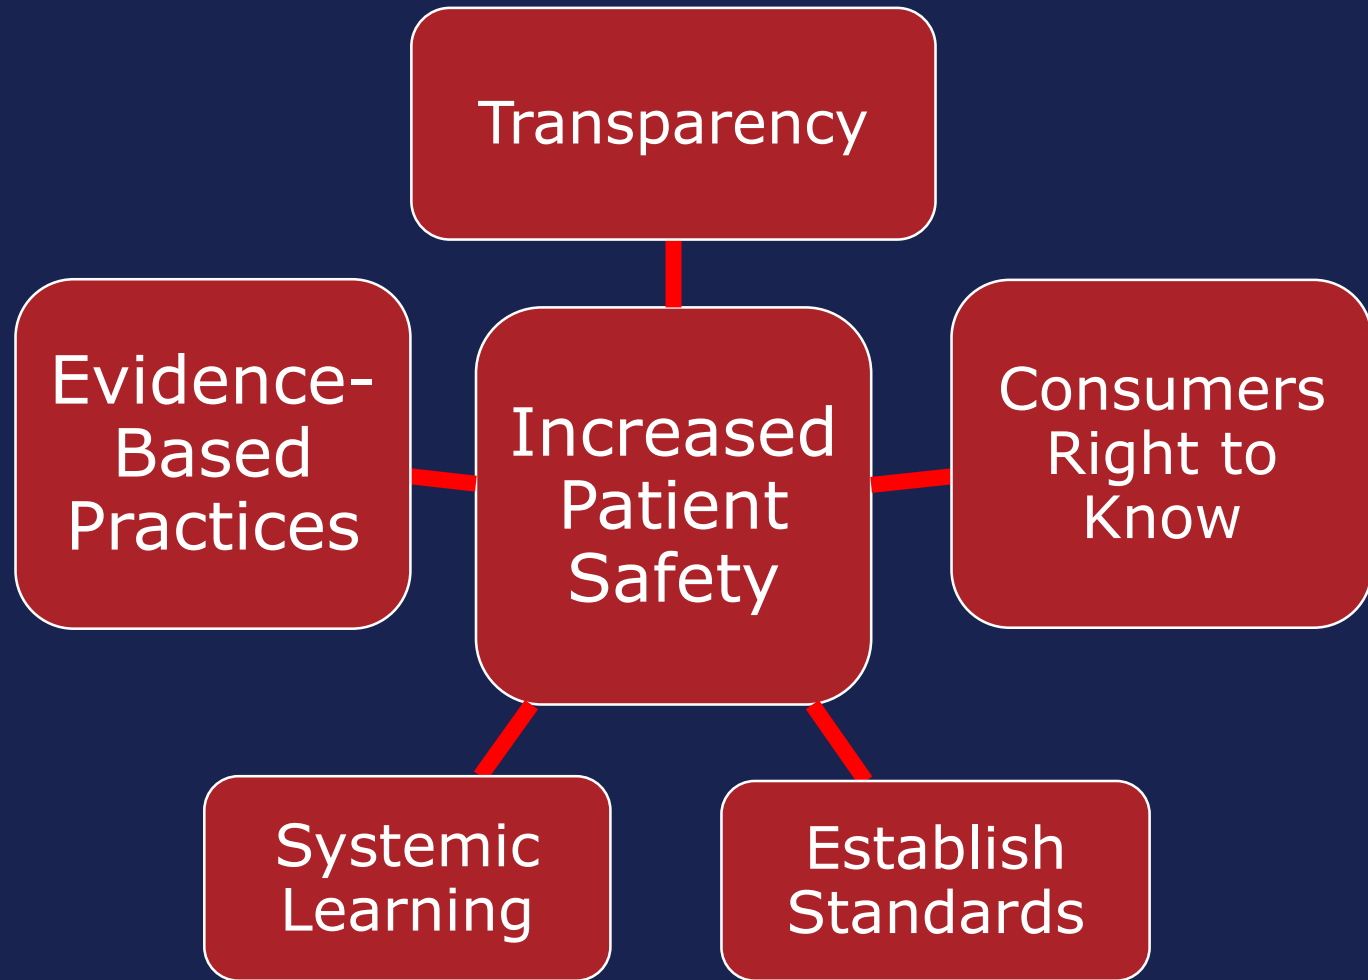 Transparency
Evidence-
Based
Practices
Increased
Patient
Safety
Consumers
Right to
Know
Systemic
Learning
Establish
Standards